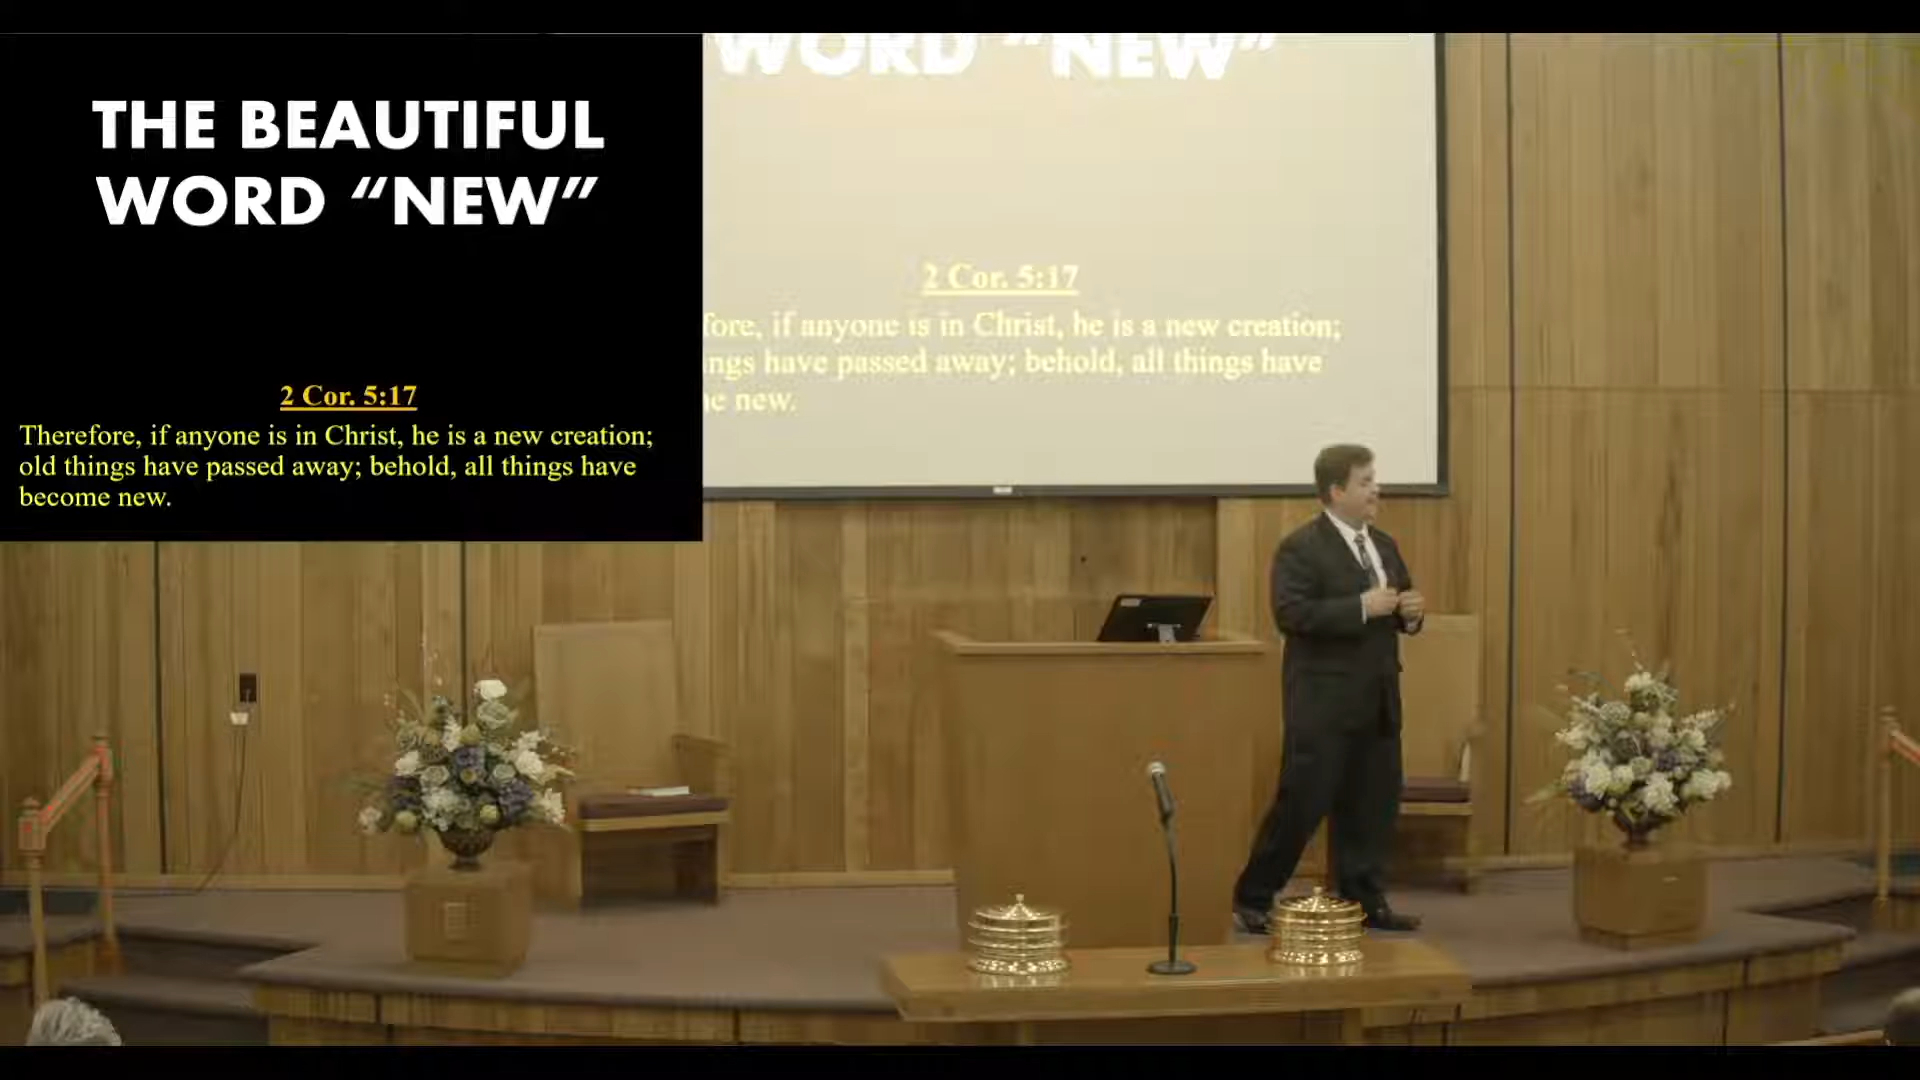 THE BEAUTIFUL
WORD “NEW”
2 Cor. 5:17
Therefore, if anyone is in Christ, he is a new creation;
old things have passed away; behold, all things have
become new.
WORD “NEW”
2 Cor. 5:17
fore, if anyone is in Christ, he is a new creation;
ngs have passed away; behold, all things have
e new.